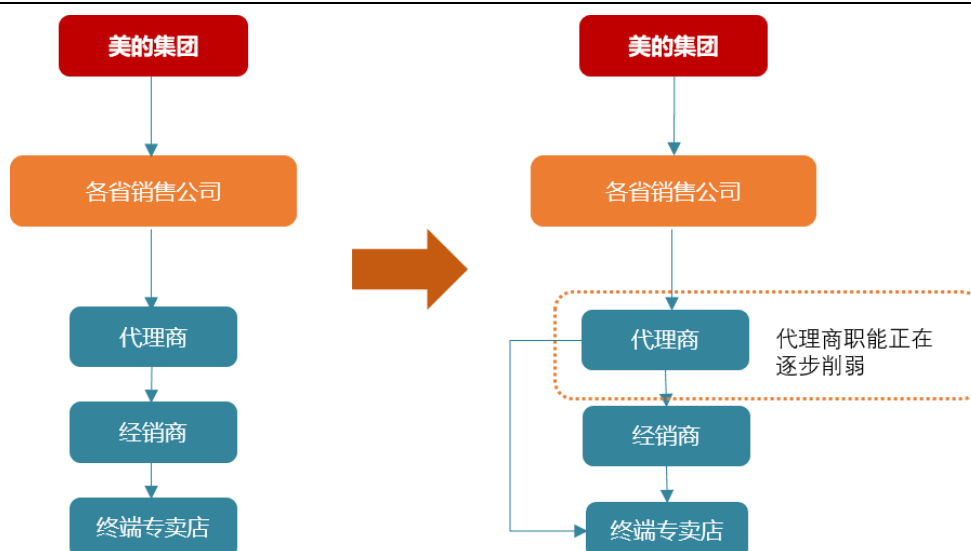 美的集团
各省销售公司
代理商
经销商
终端专卖店
美的集团
各省销售公司
代理商
代理商职能正在
逐步削弱
经销商
终端专卖店